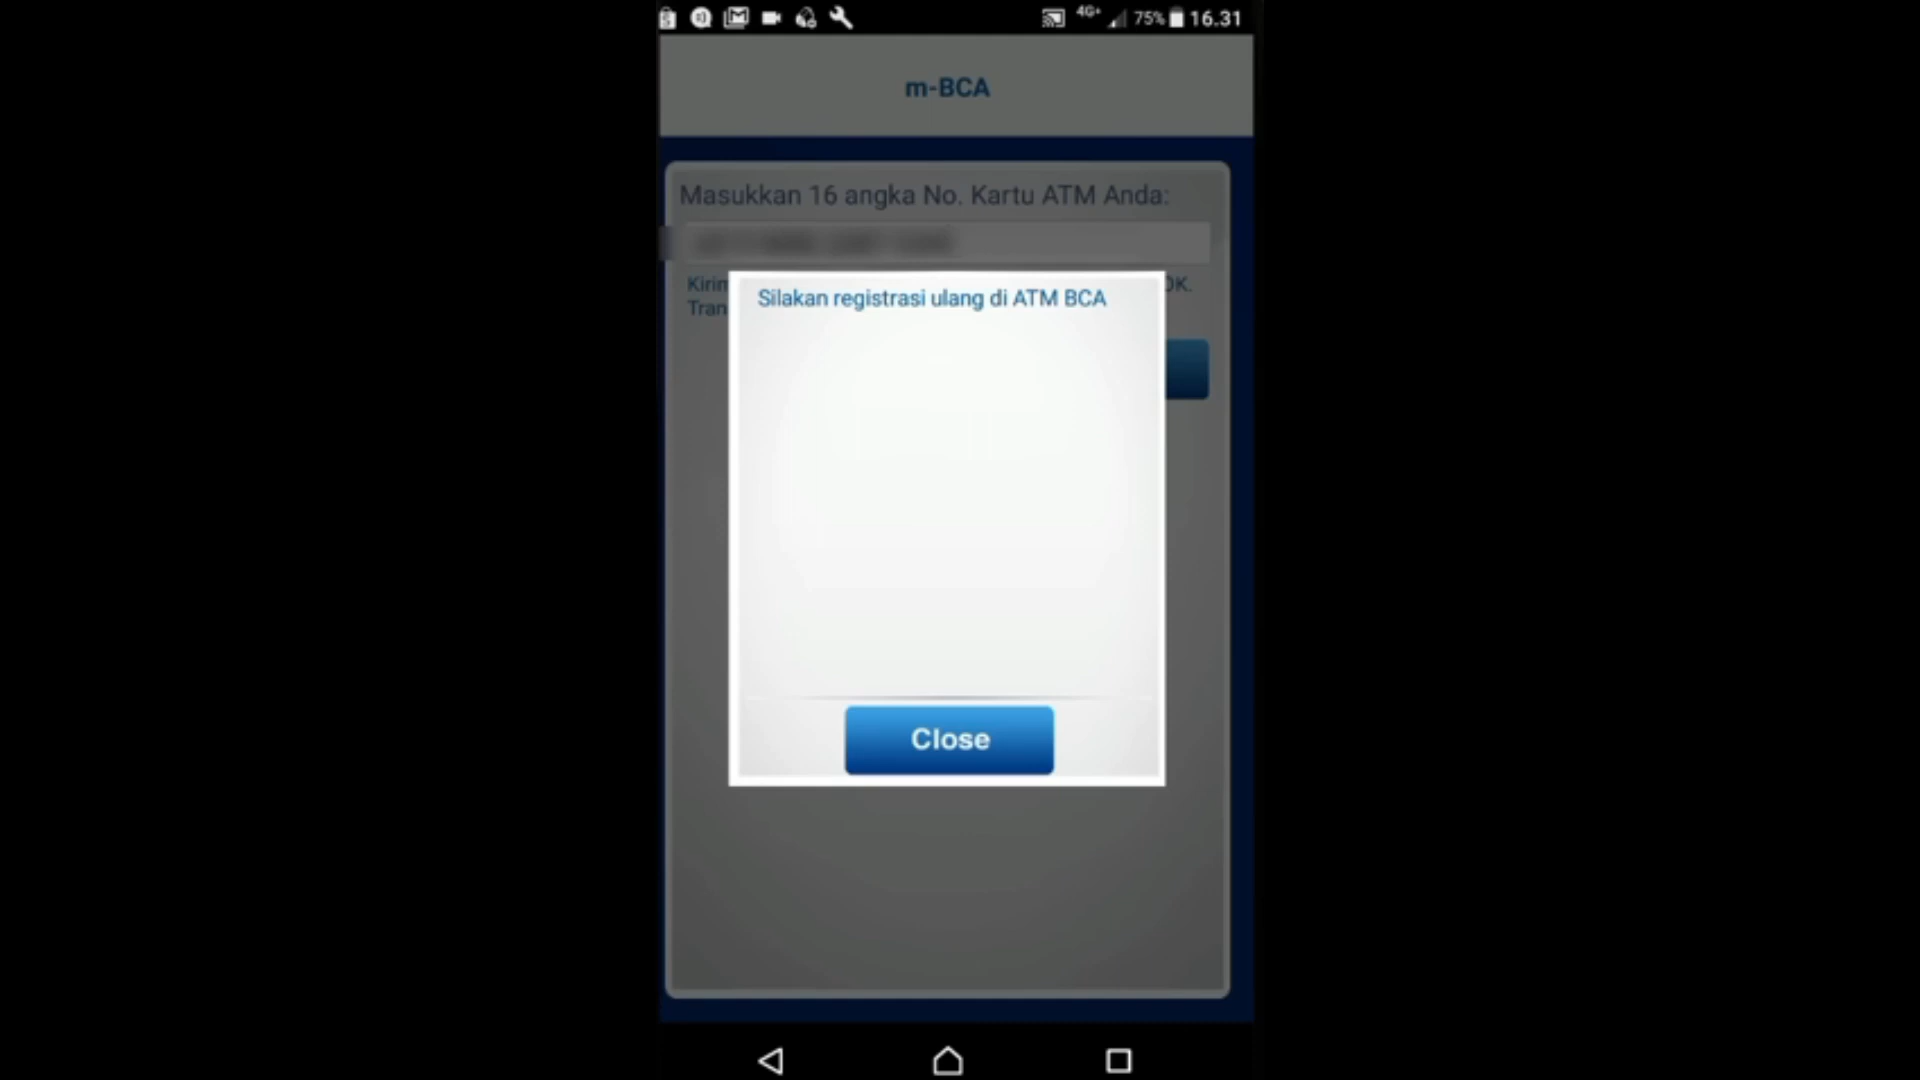 4G+ 75% 16.31
m-BCA
Masukkan 16 angka No. Kartu ATM Anda:
OK.
Silakan registrasi ulang di ATM BCA
Close